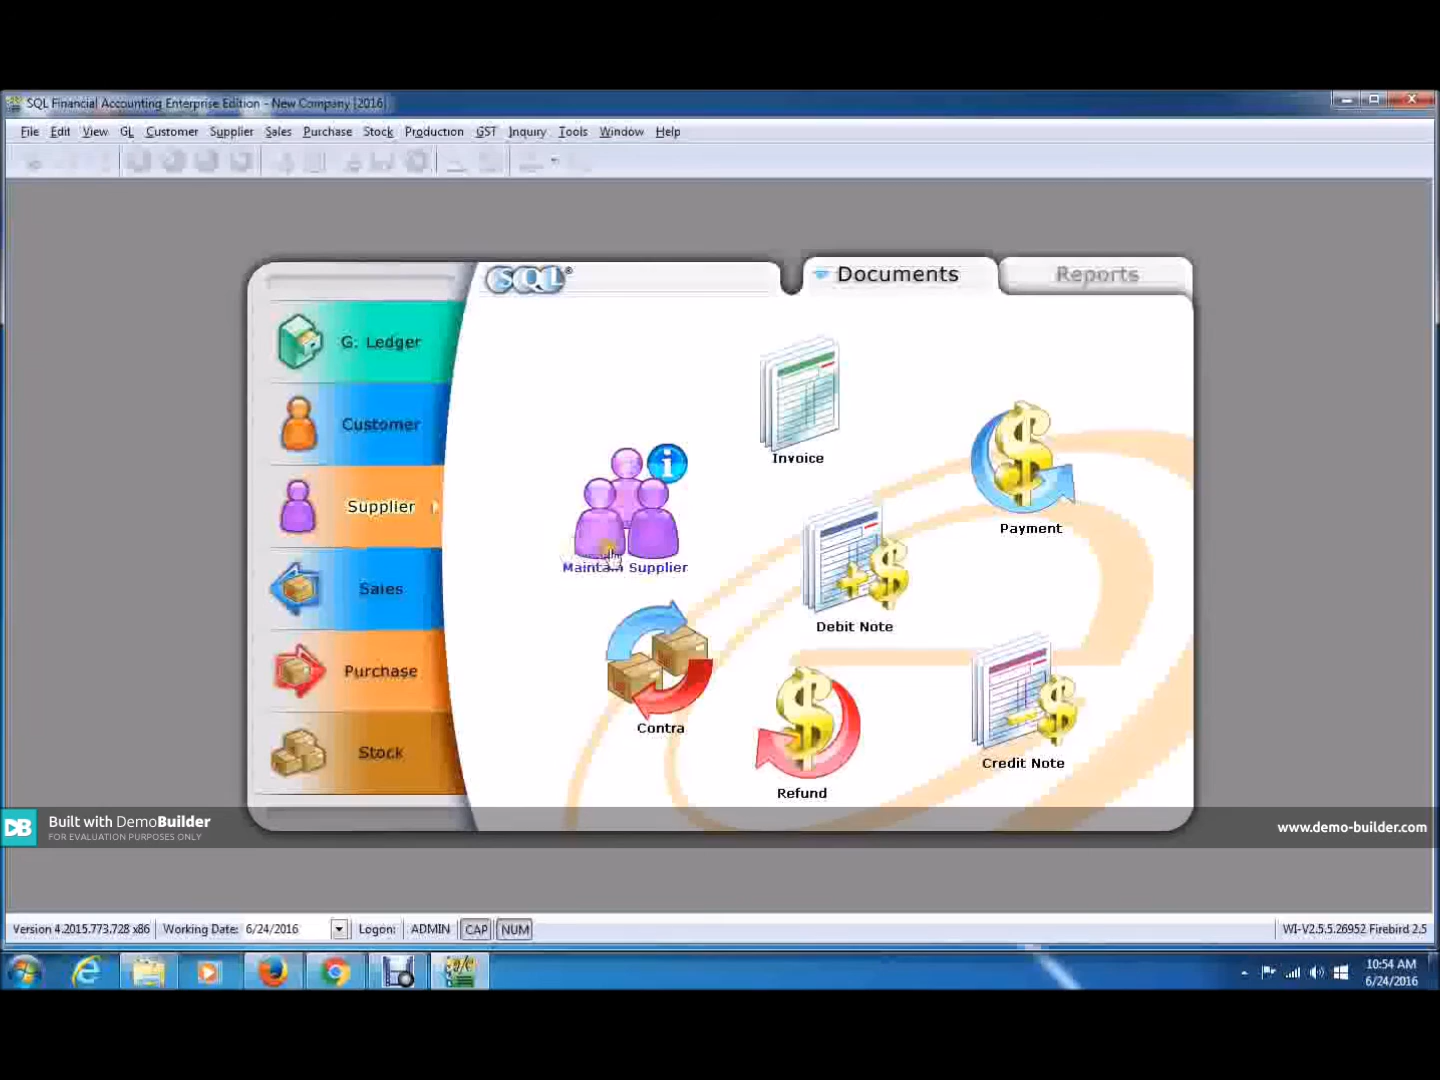 SQL Financial Accounting Enterprise Edition - New Company [2016]
File Edit View GL Customer Supplier Sales Purchase Stock Production GST Inquiry Tools Window Help
SQL®
Documents
Reports
G: Ledger
Customer
Supplier
Sales
Purchase
Stock
Invoice
Payment
Maintain Supplier
Debit Note
Contra
Credit Note
Refund
DB
Built with DemoBuilder
FOR EVALUATION PURPOSES ONLY
www.demo-builder.com
Version 4.2015.773.728 x86 Working Date: 6/24/2016 Logon: ADMIN CAP NUM WI-V2.5.5.26952 Firebird 2.5
10:54 AM
6/24/2016